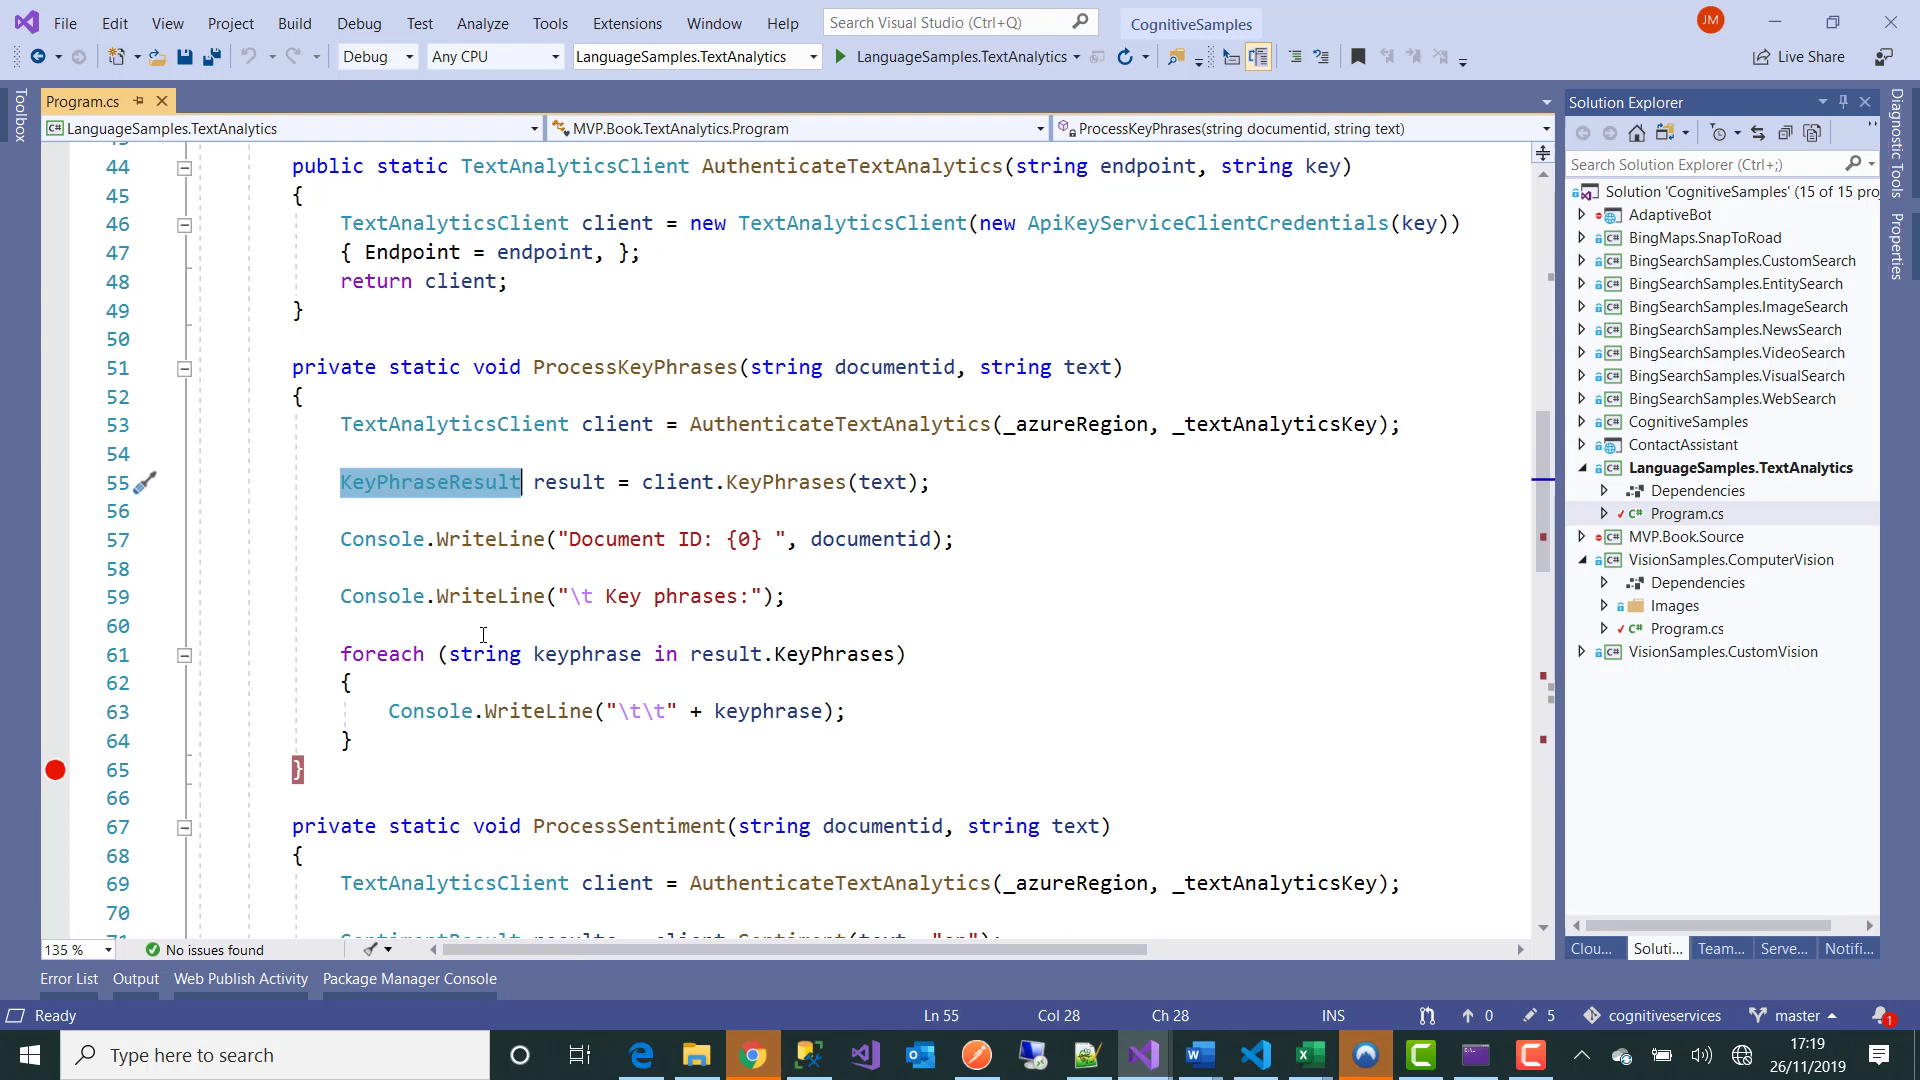 File Edit View Project Build Debug Test Analyze Tools Extensions Window Help Search Visual Studio (Ctrl+Q) CognitiveSamples JM
Debug Any CPU LanguageSamples.TextAnalytics LanguageSamples.TextAnalytics Live Share
Toolbox
Program.cs
LanguageSamples.TextAnalytics MVP.Book.TextAnalytics.Program ProcessKeyPhrases(string documentid, string text)
44 public static TextAnalyticsClient AuthenticateTextAnalytics(string endpoint, string key)
45 {
46 TextAnalyticsClient client = new TextAnalyticsClient(new ApiKeyServiceClientCredentials(key))
47 { Endpoint = endpoint, };
48 return client;
49 }
50
51 private static void ProcessKeyPhrases(string documentid, string text)
52 {
53 TextAnalyticsClient client = AuthenticateTextAnalytics(_azureRegion, _textAnalyticsKey);
54
55 KeyPhraseResult result = client.KeyPhrases(text);
56
57 Console.WriteLine("Document ID: {0} ", documentid);
58
59 Console.WriteLine("\t Key phrases:");
60
61 foreach (string keyphrase in result.KeyPhrases)
62 {
63 Console.WriteLine("\t\t" + keyphrase);
64 }
65 }
66
67 private static void ProcessSentiment(string documentid, string text)
68 {
69 TextAnalyticsClient client = AuthenticateTextAnalytics(_azureRegion, _textAnalyticsKey);
70
135 % No issues found
Solution Explorer
Search Solution Explorer (Ctrl+;)
Solution 'CognitiveSamples' (15 of 15 proj
AdaptiveBot
BingMaps.SnapToRoad
BingSearchSamples.CustomSearch
BingSearchSamples.EntitySearch
BingSearchSamples.ImageSearch
BingSearchSamples.NewsSearch
BingSearchSamples.VideoSearch
BingSearchSamples.VisualSearch
BingSearchSamples.WebSearch
CognitiveSamples
ContactAssistant
LanguageSamples.TextAnalytics
Dependencies
C# Program.cs
MVP.Book.Source
VisionSamples.ComputerVision
Dependencies
Images
C# Program.cs
VisionSamples.CustomVision
Clou... Soluti... Team... Serve... Notifi...
Diagnostic Tools
Properties
Error List Output Web Publish Activity Package Manager Console
Ready Ln 55 Col 28 Ch 28 INS 0 5 cognitiveservices master 1
Type here to search 17:19
26/11/2019